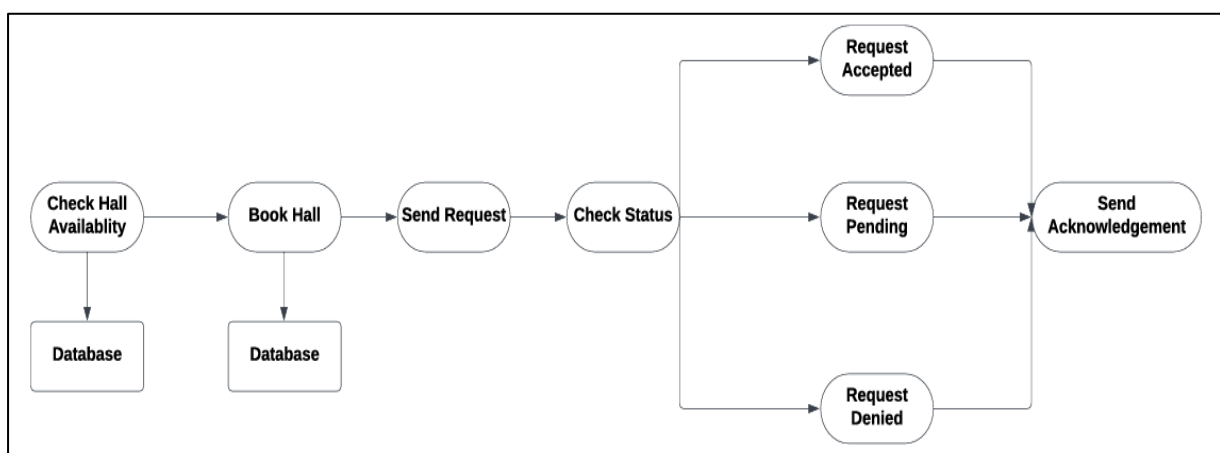 Request
Accepted
Check Hall
Availablity
Book Hall
Send Request
Check Status
Request
Pending
Send
Acknowledgement
Database
Database
Request
Denied